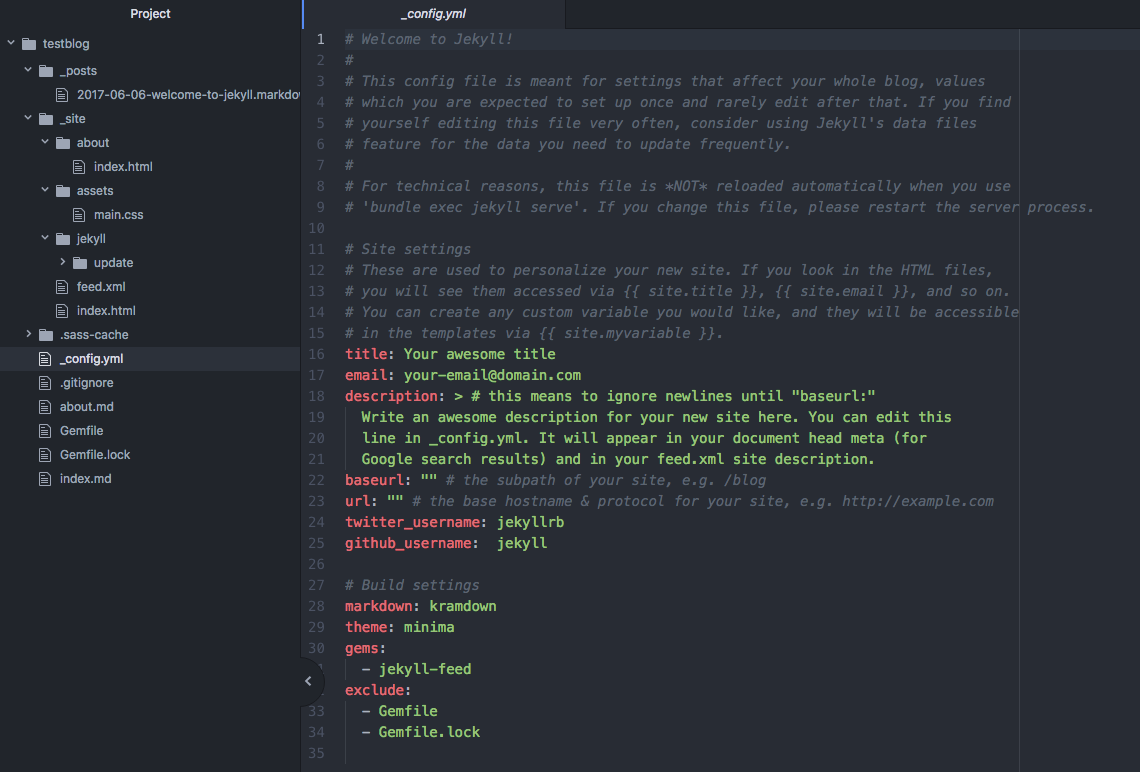 Project
testblog
_posts
2017-06-06-welcome-to-jekyll.markdo
_site
about
index.html
assets
main.css
jekyll
update
feed.xml
index.html
.sass-cache
_config.yml
.gitignore
about.md
Gemfile
Gemfile.lock
index.md
_config.yml
1 # Welcome to Jekyll!
2 #
3 # This config file is meant for settings that affect your whole blog, values
4 # which you are expected to set up once and rarely edit after that. If you find
5 # yourself editing this file very often, consider using Jekyll's data files
6 # feature for the data you need to update frequently.
7 #
8 # For technical reasons, this file is *NOT* reloaded automatically when you use
9 # 'bundle exec jekyll serve'. If you change this file, please restart the server process.
10
11 # Site settings
12 # These are used to personalize your new site. If you look in the HTML files,
13 # you will see them accessed via {{ site.title }}, {{ site.email }}, and so on.
14 # You can create any custom variable you would like, and they will be accessible
15 # in the templates via {{ site.myvariable }}.
16 title: Your awesome title
17 email: your-email@domain.com
18 description: > # this means to ignore newlines until "baseurl:"
19   Write an awesome description for your new site here. You can edit this
20   line in _config.yml. It will appear in your document head meta (for
21   Google search results) and in your feed.xml site description.
22 baseurl: "" # the subpath of your site, e.g. /blog
23 url: "" # the base hostname & protocol for your site, e.g. http://example.com
24 twitter_username: jekyllrb
25 github_username:  jekyll
26
27 # Build settings
28 markdown: kramdown
29 theme: minima
30 gems:
  - jekyll-feed
exclude:
33   - Gemfile
34   - Gemfile.lock
35